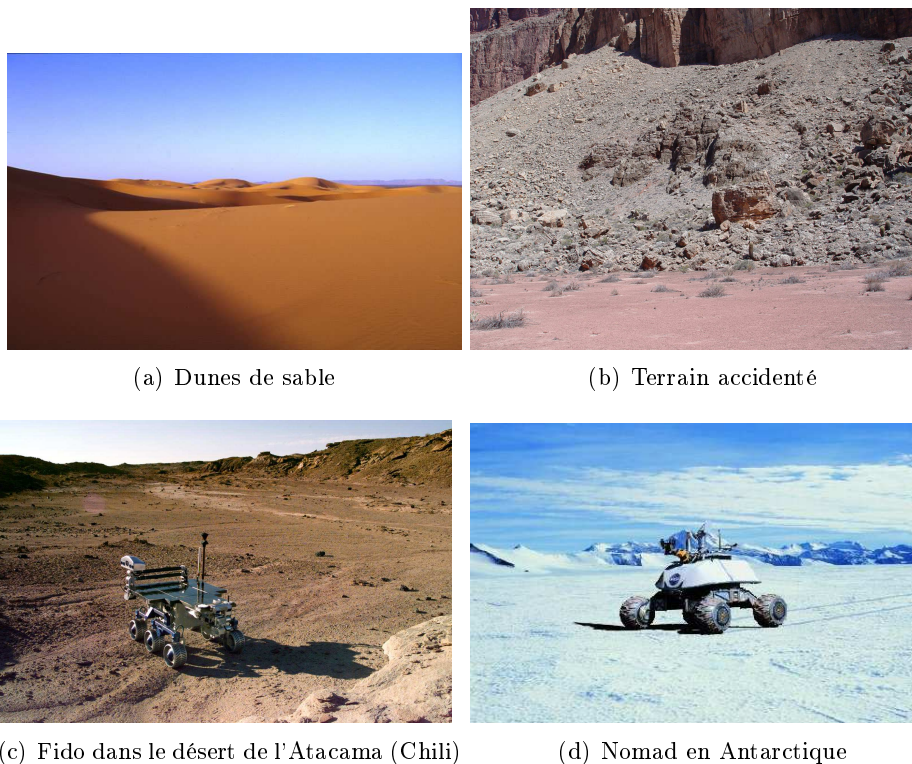 (a) Dunes de sable
(b) Terrain accidenté
(c) Fido dans le désert de l'Atacama (Chili)
(d) Nomad en Antarctique